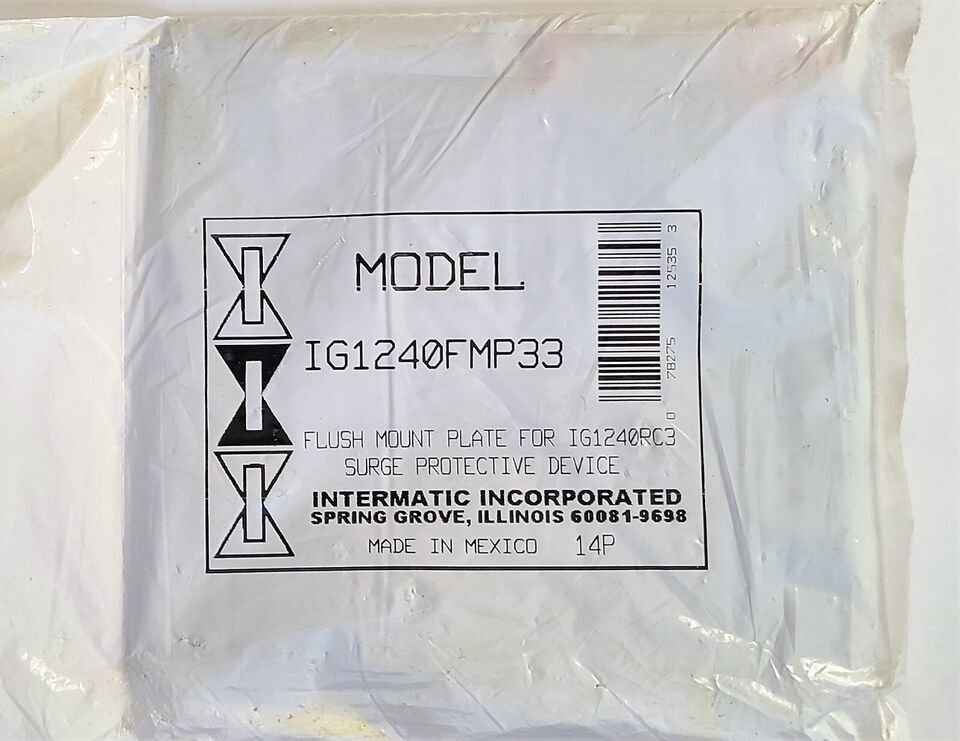 MODEL
IG1240FMP33
FLUSH MOUNT PLATE FOR IG1240RC3
SURGE PROTECTIVE DEVICE
INTERMATIC INCORPORATED
SPRING GROVE, ILLINOIS 60081-9698
MADE IN MEXICO 14P
0 78275 12535 3